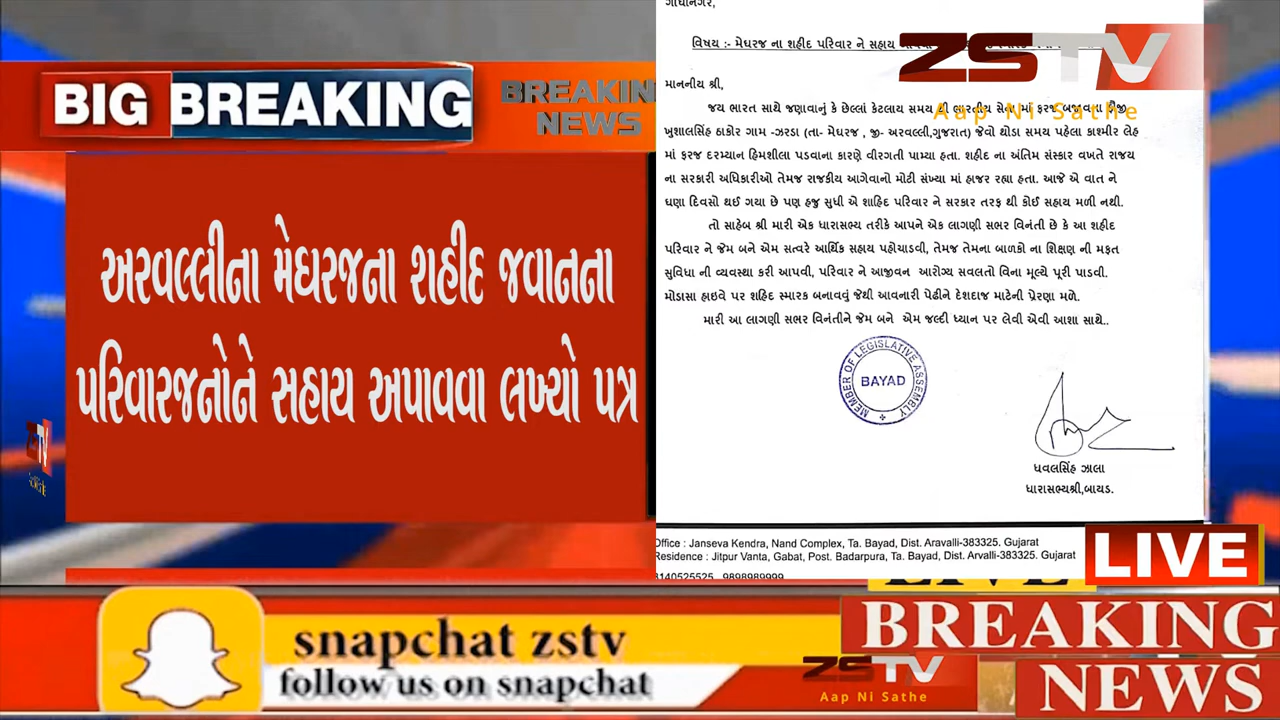 BIG BREAKING
BREAKING
NEWS
અરવલ્લીના મેઘરજના શહીદ જવાનના
પરિવારજનોને સહાય અપાવવા લખ્યો પત્ર
ગાંધીનગર,
વિષય :- મેઘરજ ના શહીદ પરિવાર ને સહાય
ZSTV
Aap Ni Sathe
માનનીય શ્રી,
જય ભારત સાથે જણાવાનું કે છેલ્લાં કેટલાય સમય થી ભારતીય સેના માં ફરજ બજાવતા
ખુશાલસિંહ ઠાકોર ગામ -ઝરડા (તા- મેઘરજ , જી- અરવલ્લી,ગુજરાત) જેવો થોડા સમય પહેલા કાશ્મીર લેહ
માં ફરજ દરમ્યાન હિમશીલા પડવાના કારણે વીરગતી પામ્યા હતા. શહીદ ના અંતિમ સંસ્કાર વખતે રાજ્ય
ના સરકારી અધિકારીઓ તેમજ રાજકીય આગેવાનો મોટી સંખ્યા માં હાજર રહ્યા હતા. આજે એ વાત ને
ઘણા દિવસો થઈ ગયા છે પણ હજુ સુધી એ શાહિદ પરિવાર ને સરકાર તરફ થી કોઈ સહાય મળી નથી.
તો સાહેબ શ્રી મારી એક ધારાસભ્ય તરીકે આપને એક લાગણી સભર વિનંતી છે કે આ શહીદ
પરિવાર ને જેમ બને એમ સત્વરે આર્થિક સહાય પહોચાડવી, તેમજ તેમના બાળકો ના શિક્ષણ ની મફત
સુવિધા ની વ્યવસ્થા કરી આપવી, પરિવાર ને આજીવન આરોગ્ય સવલતો વિના મૂલ્યે પૂરી પાડવી.
મોડાસા હાઇવે પર શહિદ સ્મારક બનાવવું જેથી આવનારી પેઢીને દેશદાજ માટેની પ્રેરણા મળે.
મારી આ લાગણી સભર વિનંતીને જેમ બને એમ જલ્દી ધ્યાન પર લેવી એવી આશા સાથે..
MEMBER OF LEGISLATIVE ASSEMBLY
BAYAD
ધવલસિંહ ઝાલા
ધારાસભ્યશ્રી,બાયડ.
Office : Janseva Kendra, Nand Complex, Ta. Bayad, Dist. Aravalli-383325. Gujarat
Residence : Jitpur Vanta, Gabat, Post. Badarpura, Ta. Bayad, Dist. Arvalli-383325. Gujarat
8140525525, 9898989999
LIVE
LIVE
BREAKING
NEWS
snapchat zstv
follow us on snapchat
ZSTV
Aap Ni Sathe